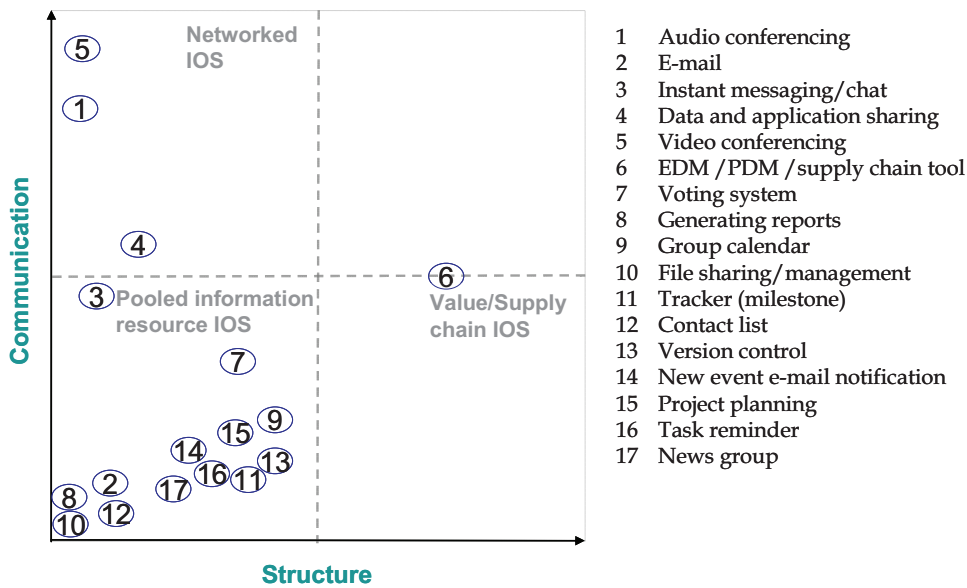 Networked
IOS
5
1
4
3
Pooled information
resource IOS
6
Value/Supply
chain IOS
7
9
15
14
13
16
11
2
17
8
12
10
Communication
Structure
1 Audio conferencing
2 E-mail
3 Instant messaging/chat
4 Data and application sharing
5 Video conferencing
6 EDM /PDM /supply chain tool
7 Voting system
8 Generating reports
9 Group calendar
10 File sharing/management
11 Tracker (milestone)
12 Contact list
13 Version control
14 New event e-mail notification
15 Project planning
16 Task reminder
17 News group